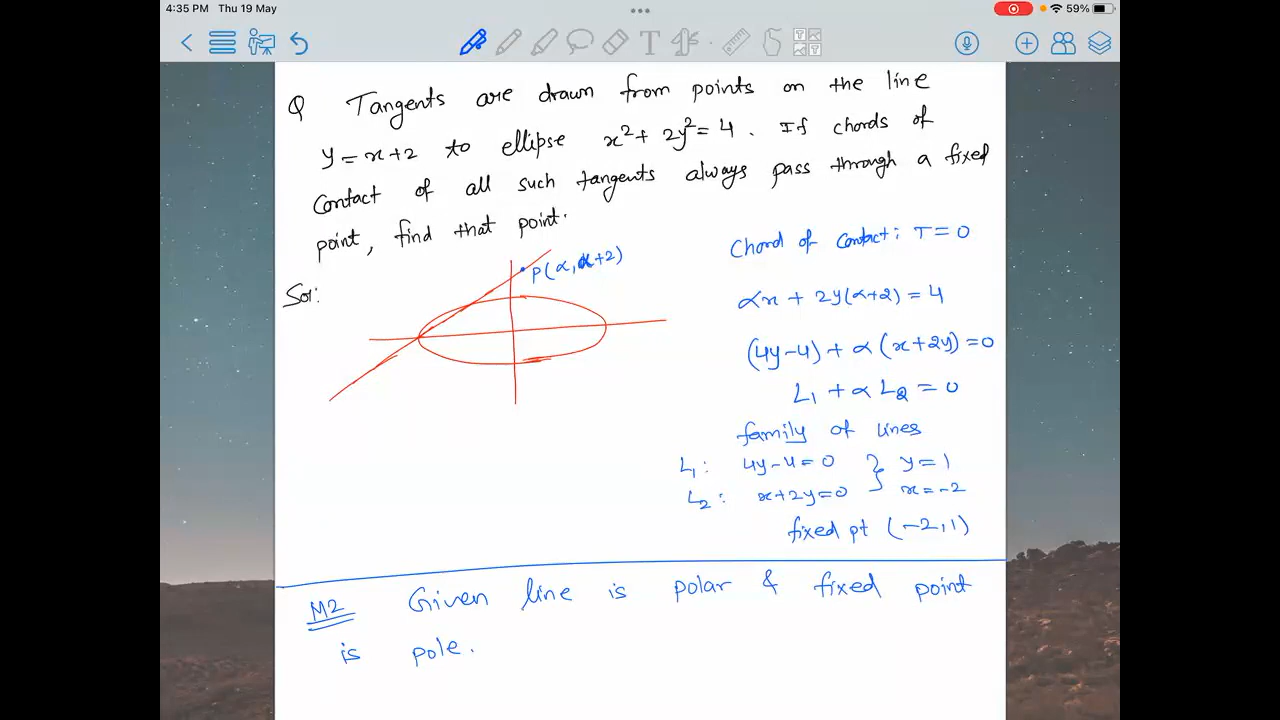 4:35 PM Thu 19 May
59%
Q Tangents are drawn from points on the line
y = x+2 to ellipse x² + 2y² = 4 . If chords of
contact of all such tangents always pass through a fixed
point, find that point.
Sol:
P(α, α+2)
Chord of contact: T = 0
αx + 2y(α+2) = 4
(4y-4) + α (x+2y) = 0
L₁ + α L₂ = 0
family of lines
L₁ : 4y-4 = 0 } y = 1
L₂ : x+2y = 0 } x = -2
fixed pt (-2,1)
M2 Given line is polar & fixed point
is pole.